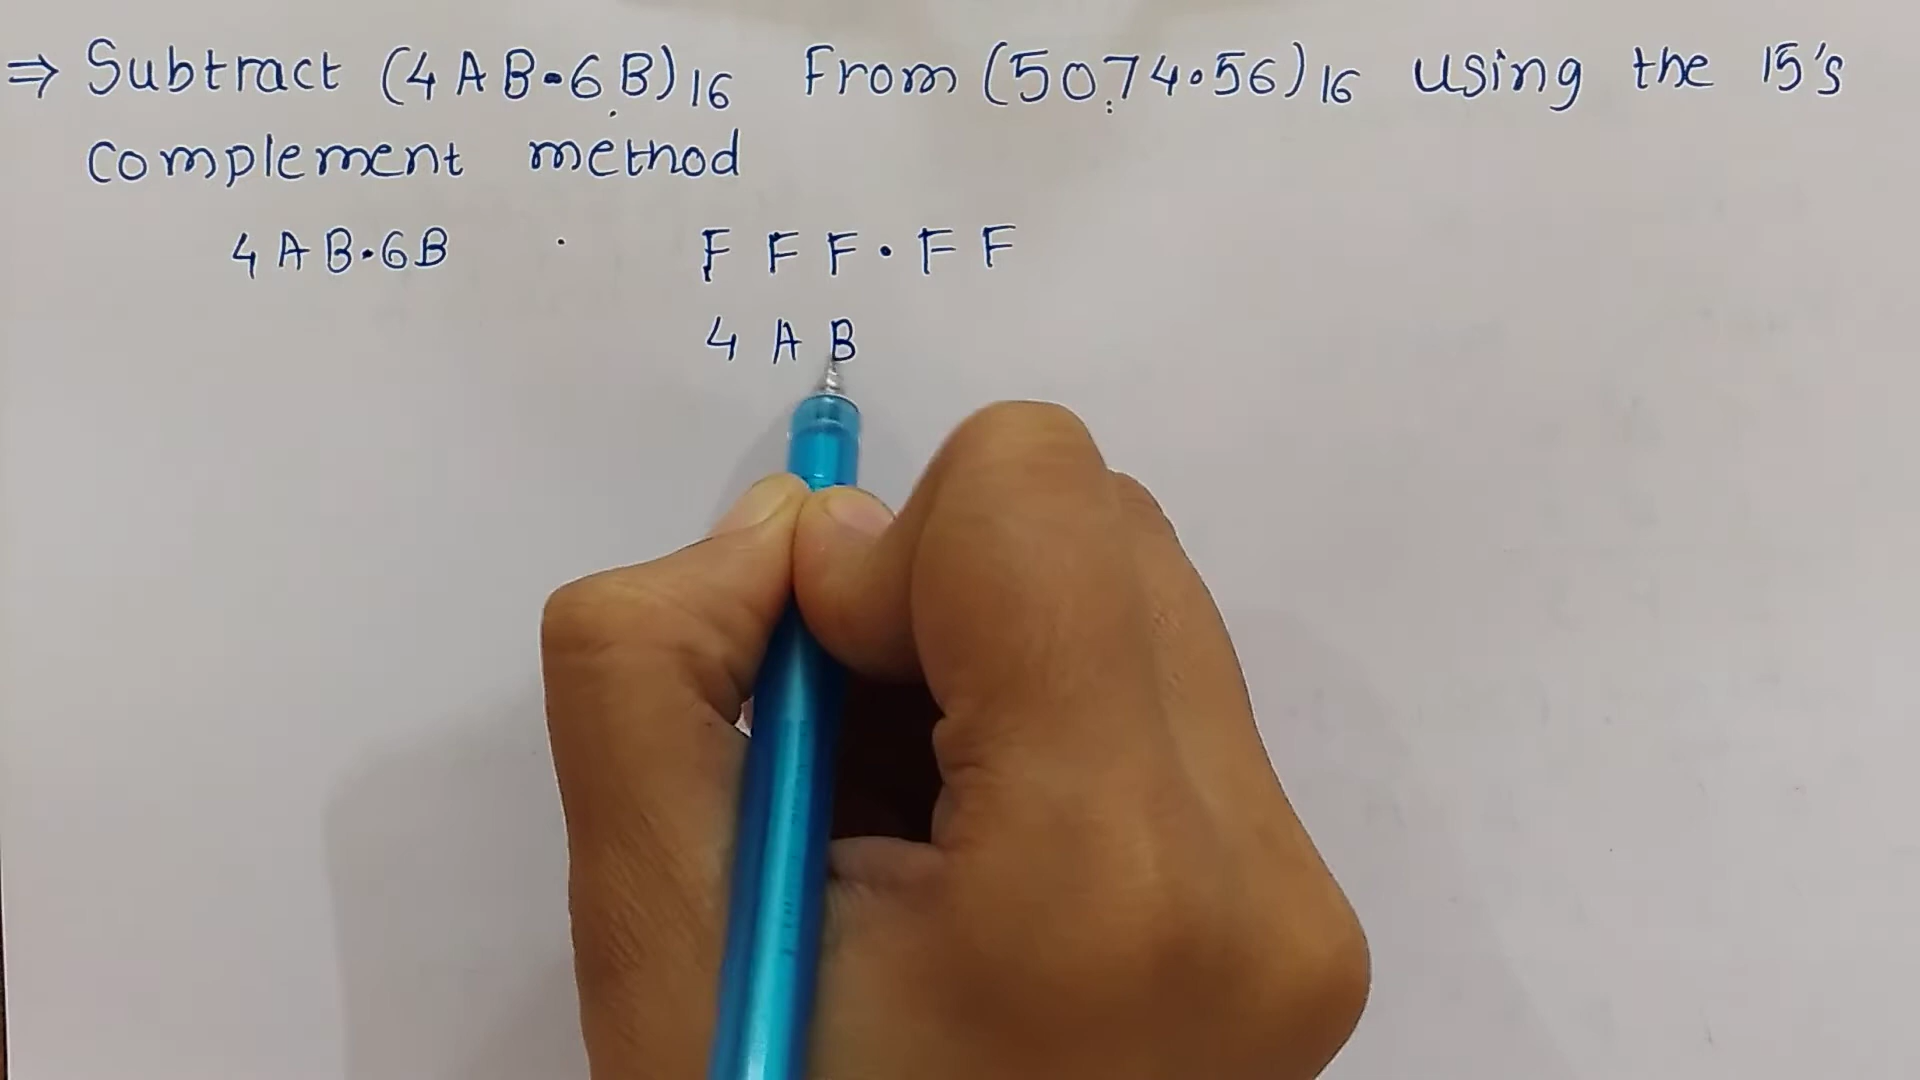 ⇒ Subtract (4AB.6B)16 From (5074.56)16 using the 15's
complement method
4AB.6B FFF.FF
4AB